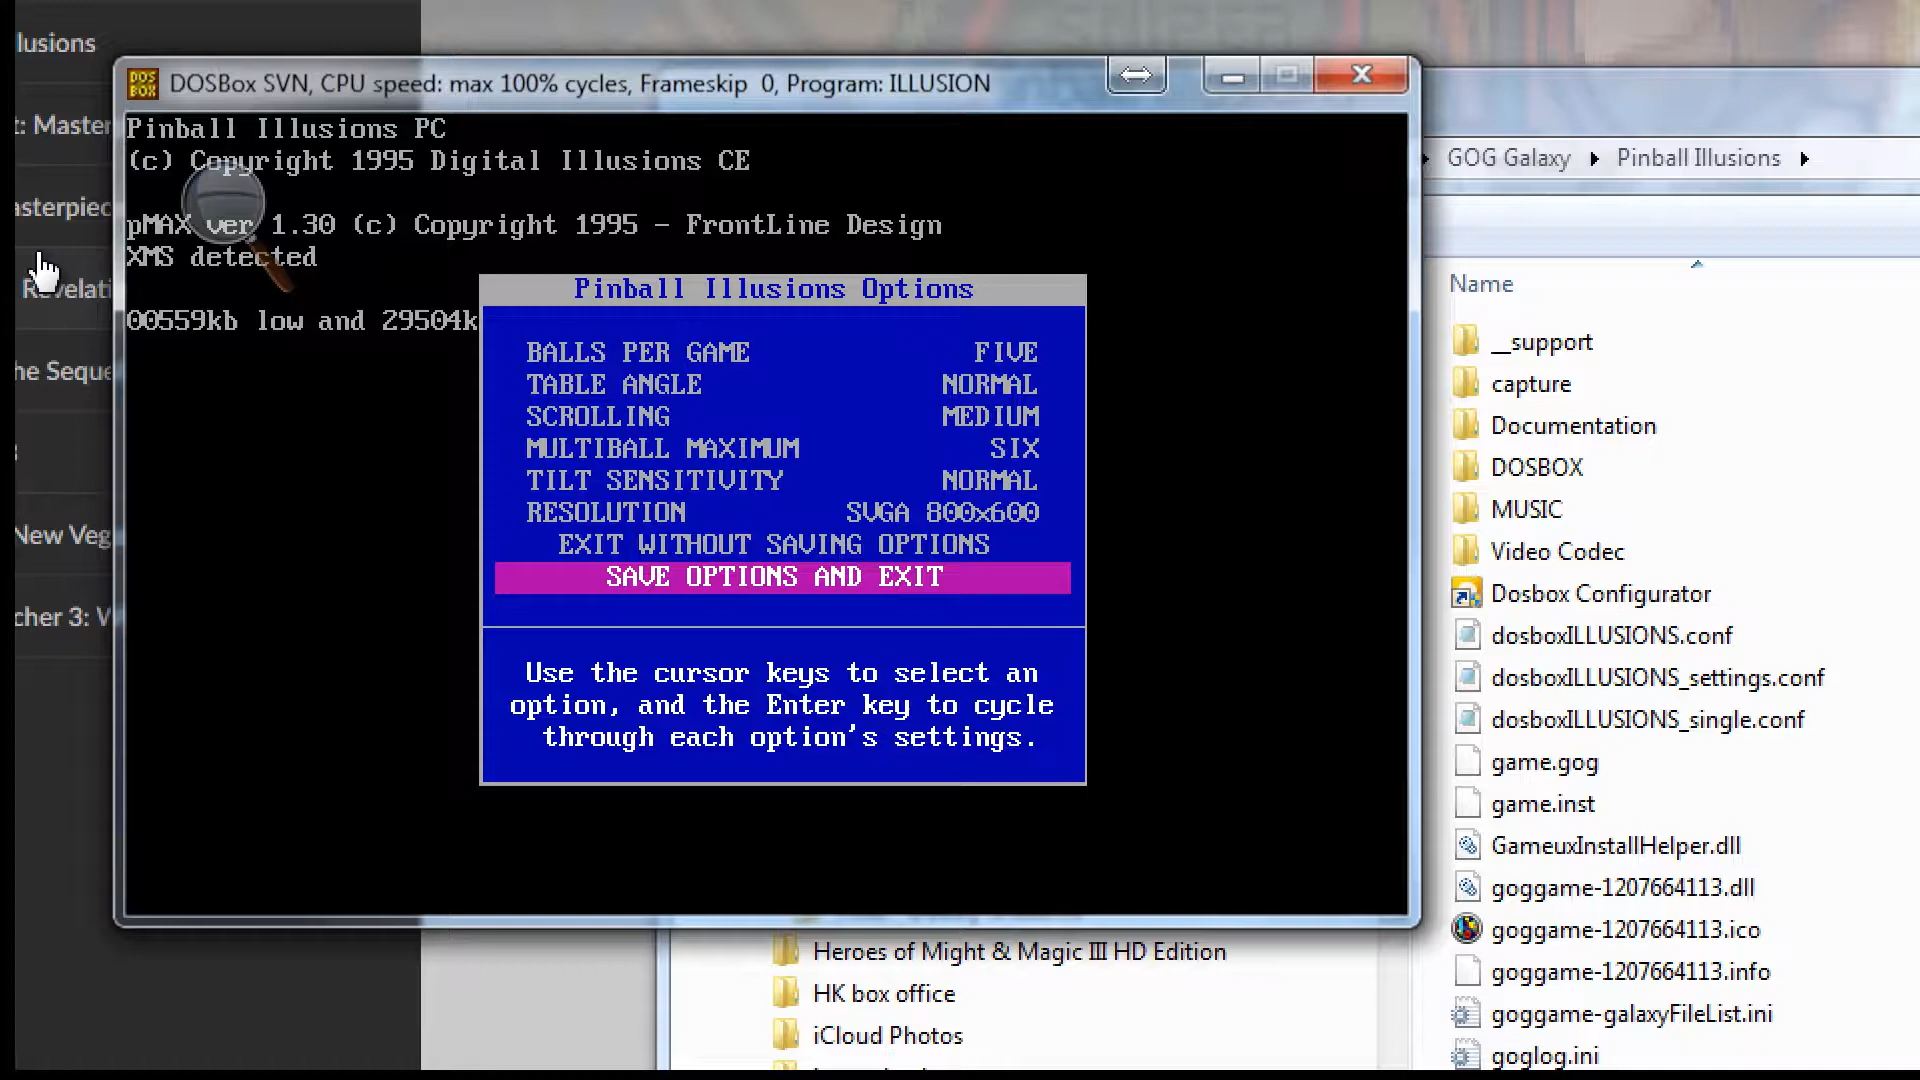 llusions
t: Master
asterpiec
Revelati
he Seque
New Veg
cher 3: W
DOS
BOX
DOSBox SVN, CPU speed: max 100% cycles, Frameskip 0, Program: ILLUSION
Pinball Illusions PC
(c) Copyright 1995 Digital Illusions CE
pMAX ver 1.30 (c) Copyright 1995 - FrontLine Design
XMS detected
00559kb low and 29504k
Pinball Illusions Options
BALLS PER GAME FIVE
TABLE ANGLE NORMAL
SCROLLING MEDIUM
MULTIBALL MAXIMUM SIX
TILT SENSITIVITY NORMAL
RESOLUTION SVGA 800x600
EXIT WITHOUT SAVING OPTIONS
SAVE OPTIONS AND EXIT
Use the cursor keys to select an
option, and the Enter key to cycle
through each option's settings.
GOG Galaxy Pinball Illusions
Name
__support
capture
Documentation
DOSBOX
MUSIC
Video Codec
Dosbox Configurator
dosboxILLUSIONS.conf
dosboxILLUSIONS_settings.conf
dosboxILLUSIONS_single.conf
game.gog
game.inst
GameuxInstallHelper.dll
goggame-1207664113.dll
goggame-1207664113.ico
goggame-1207664113.info
goggame-galaxyFileList.ini
goglog.ini
Heroes of Might & Magic III HD Edition
HK box office
iCloud Photos